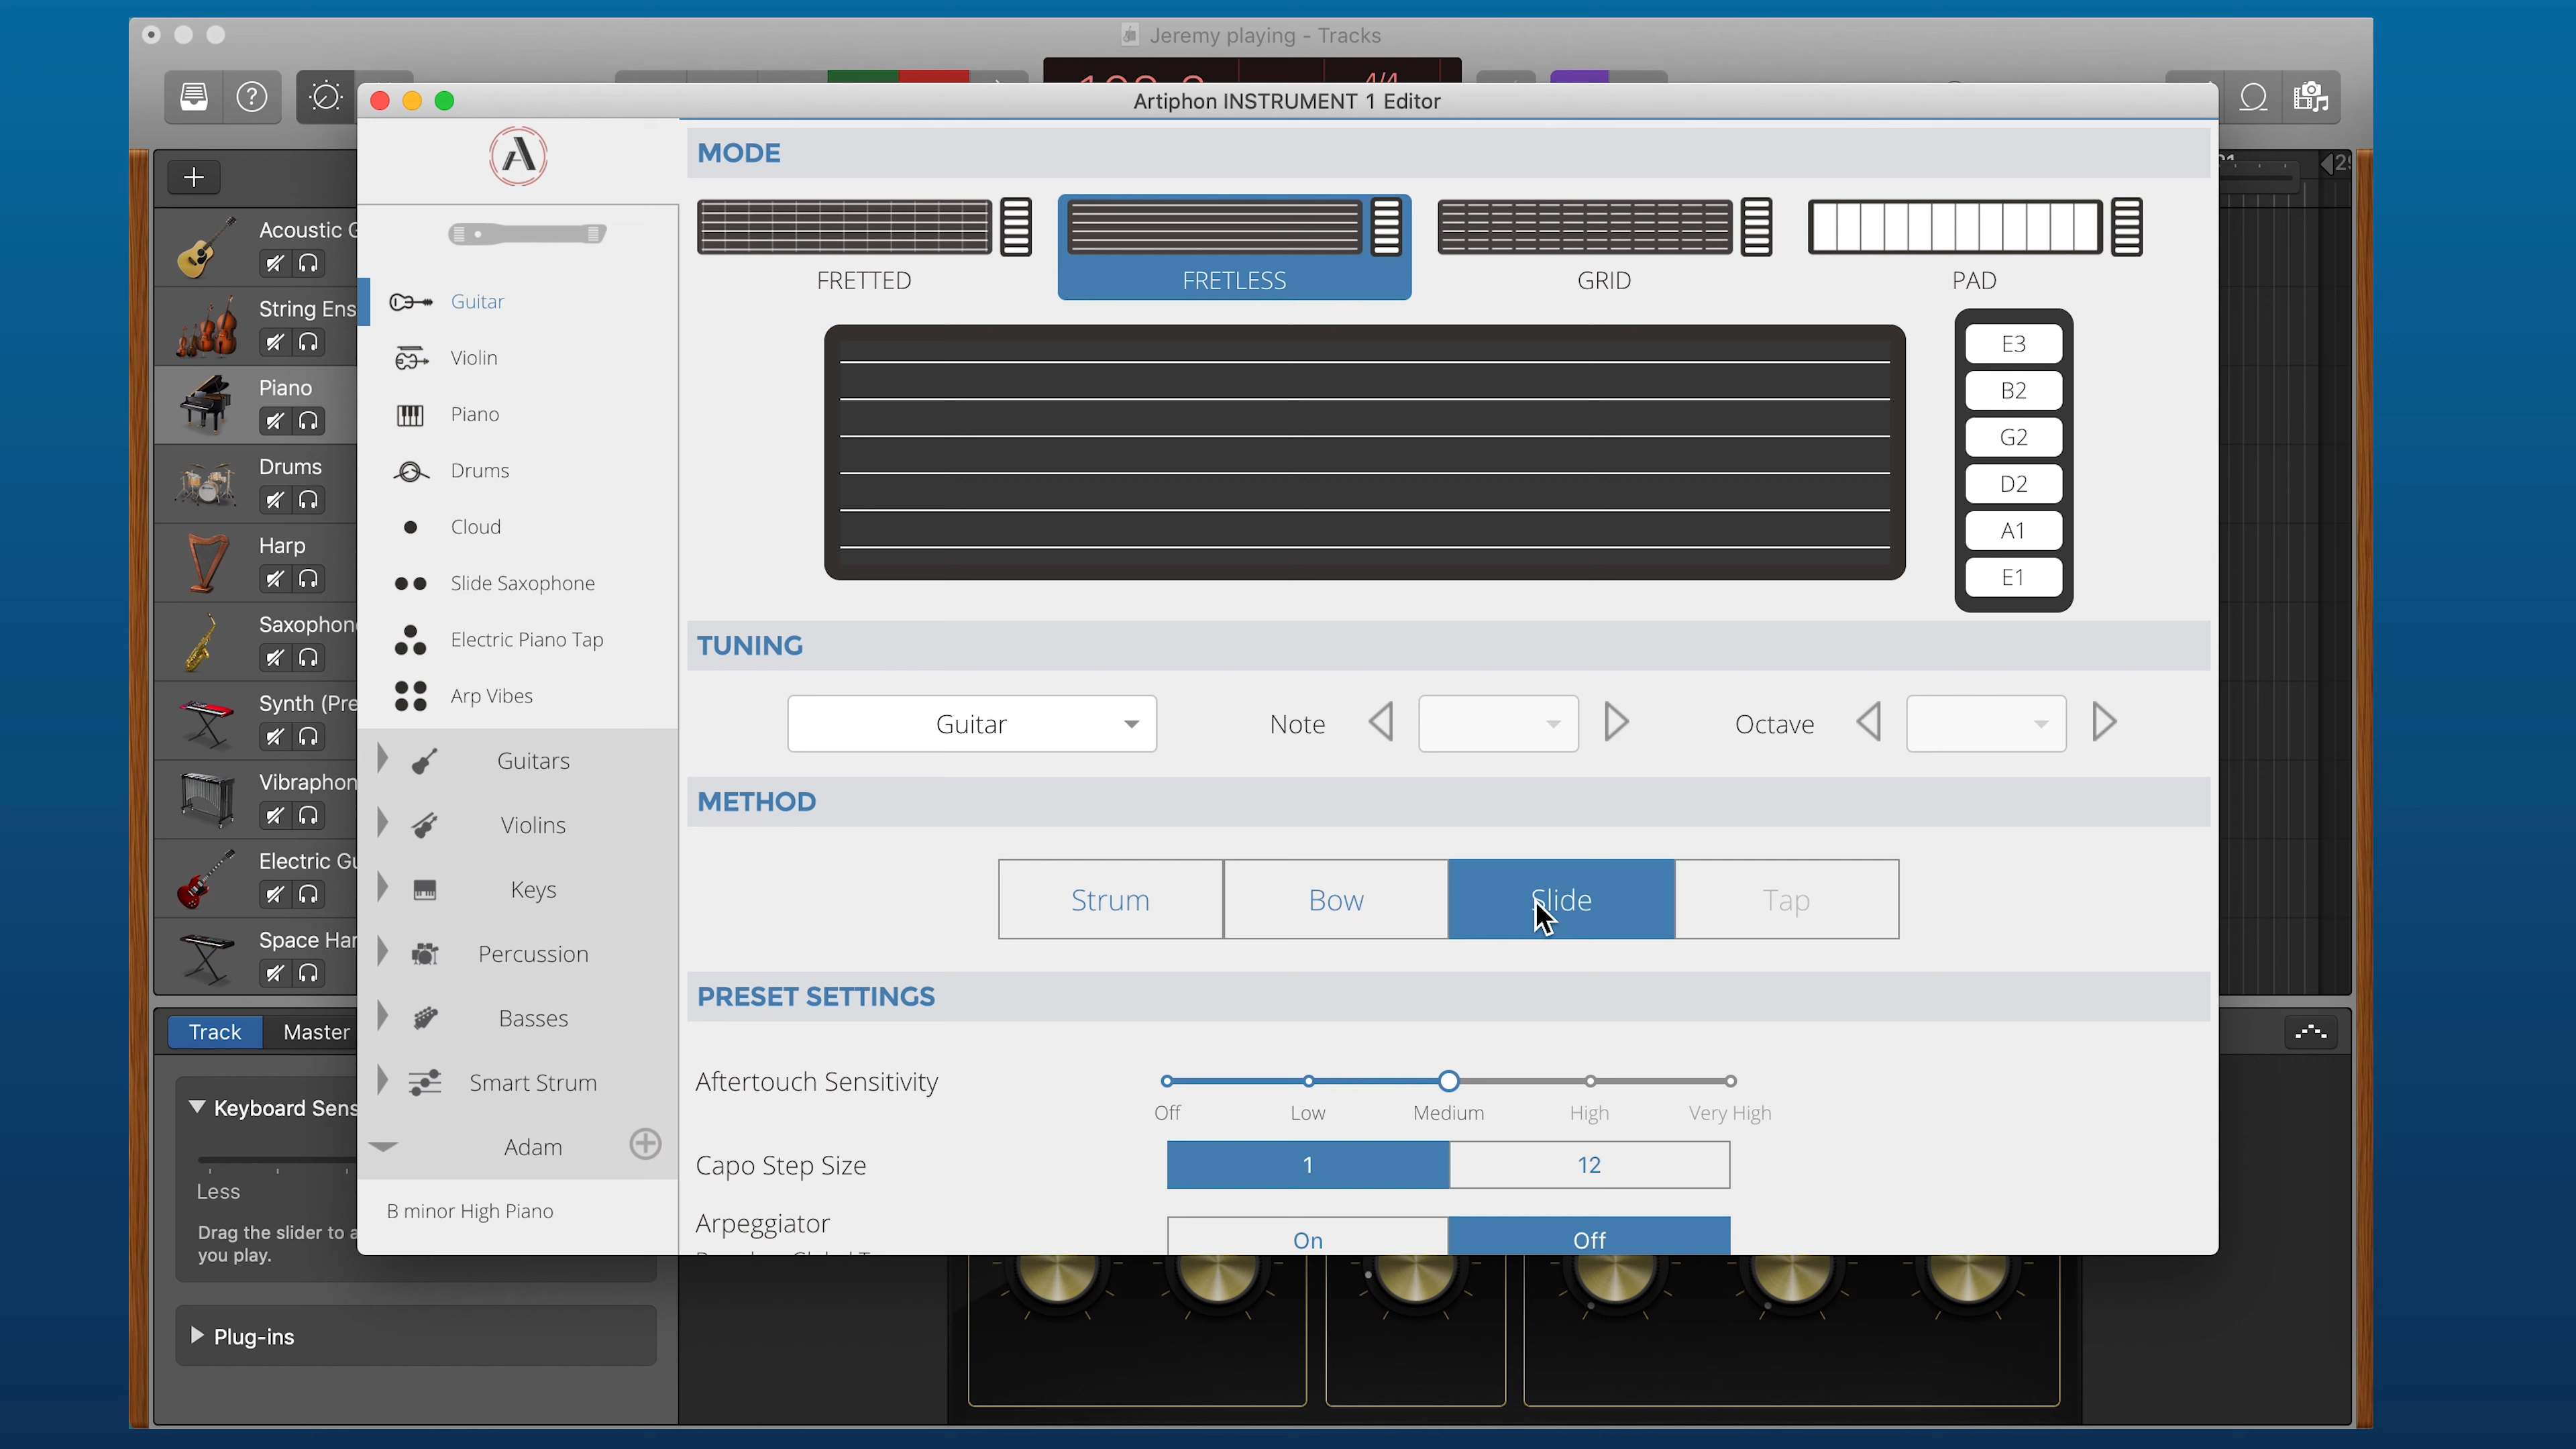 Jeremy playing - Tracks
4/4
Artiphon INSTRUMENT 1 Editor
Acoustic G
String Ens
Piano
Drums
Harp
Saxophon
Synth (Pre
Vibraphon
Electric Gu
Space Har
Track
Master
Keyboard Sens
Less
Drag the slider to a
you play.
Plug-ins
Guitar
Violin
Piano
Drums
Cloud
Slide Saxophone
Electric Piano Tap
Arp Vibes
Guitars
Violins
Keys
Percussion
Basses
Smart Strum
Adam
B minor High Piano
MODE
FRETTED
FRETLESS
GRID
PAD
E3
B2
G2
D2
A1
E1
TUNING
Guitar
Note
Octave
METHOD
Strum
Bow
Slide
Tap
PRESET SETTINGS
Aftertouch Sensitivity
Off
Low
Medium
High
Very High
Capo Step Size
1
12
Arpeggiator
On
Off